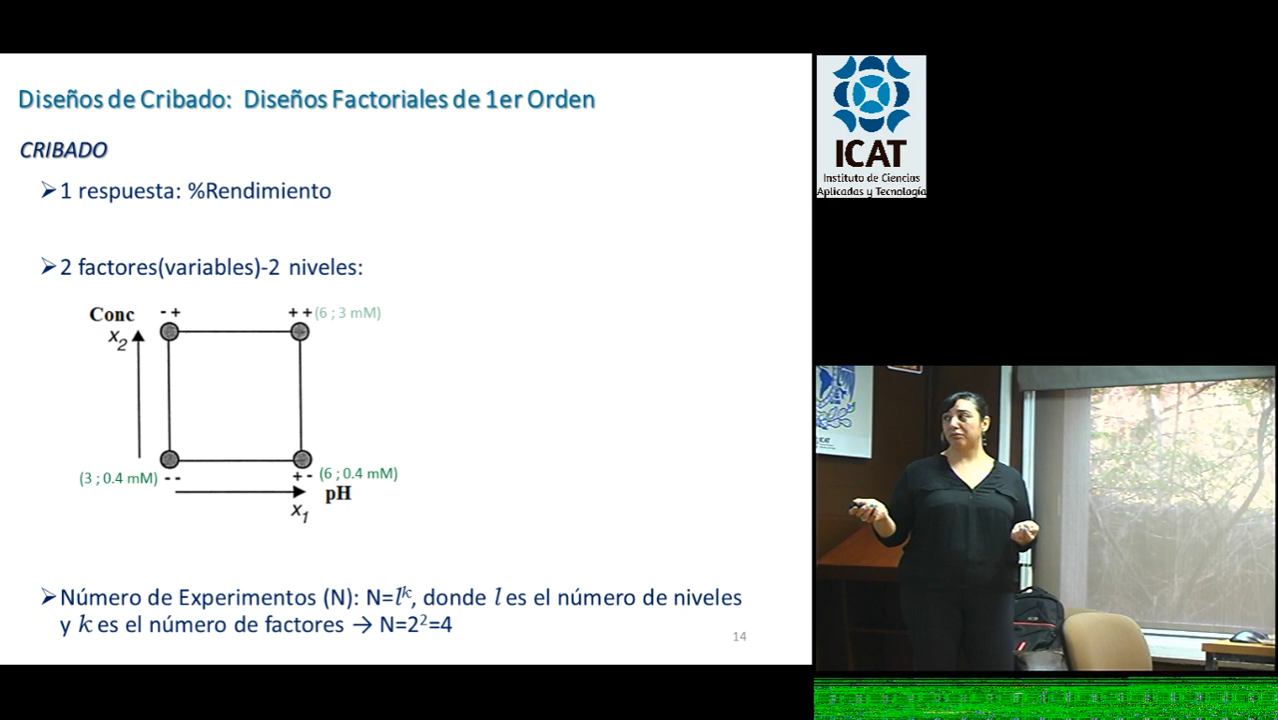 Diseños de Cribado: Diseños Factoriales de 1er Orden
CRIBADO
➢1 respuesta: %Rendimiento
➢2 factores(variables)-2 niveles:
Conc
- +
+ + (6 ; 3 mM)
x2
(3 ; 0.4 mM) - -
+ - (6 ; 0.4 mM)
pH
x1
➢Número de Experimentos (N): N=l^k, donde l es el número de niveles
y k es el número de factores → N=2²=4
14
ICAT
Instituto de Ciencias
Aplicadas y Tecnología
ICAT